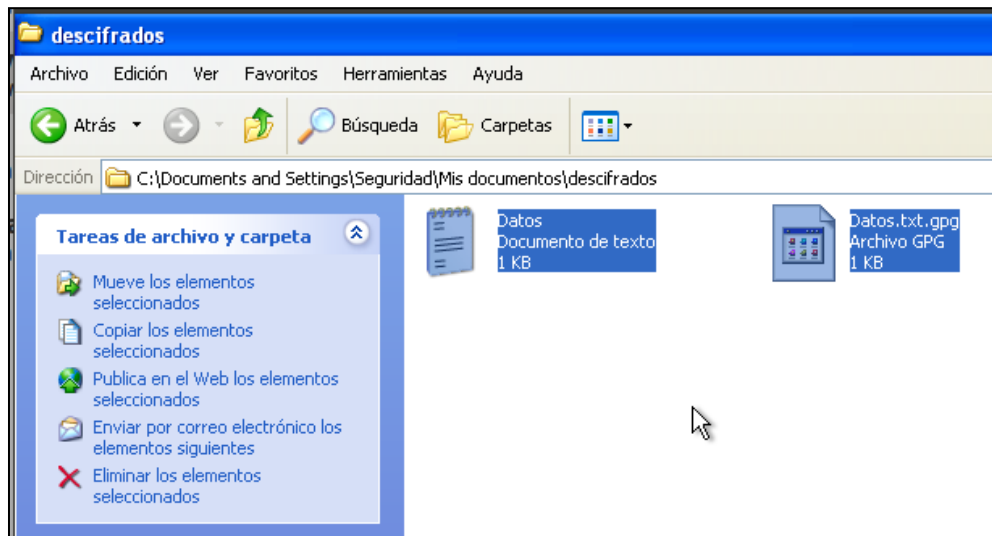 descifrados
Archivo Edición Ver Favoritos Herramientas Ayuda
Atrás Búsqueda Carpetas
Dirección C:\Documents and Settings\Seguridad\Mis documentos\descifrados
Tareas de archivo y carpeta
Mueve los elementos
seleccionados
Copiar los elementos
seleccionados
Publica en el Web los elementos
seleccionados
Enviar por correo electrónico los
elementos siguientes
Eliminar los elementos
seleccionados
Datos
Documento de texto
1 KB
Datos.txt.gpg
Archivo GPG
1 KB